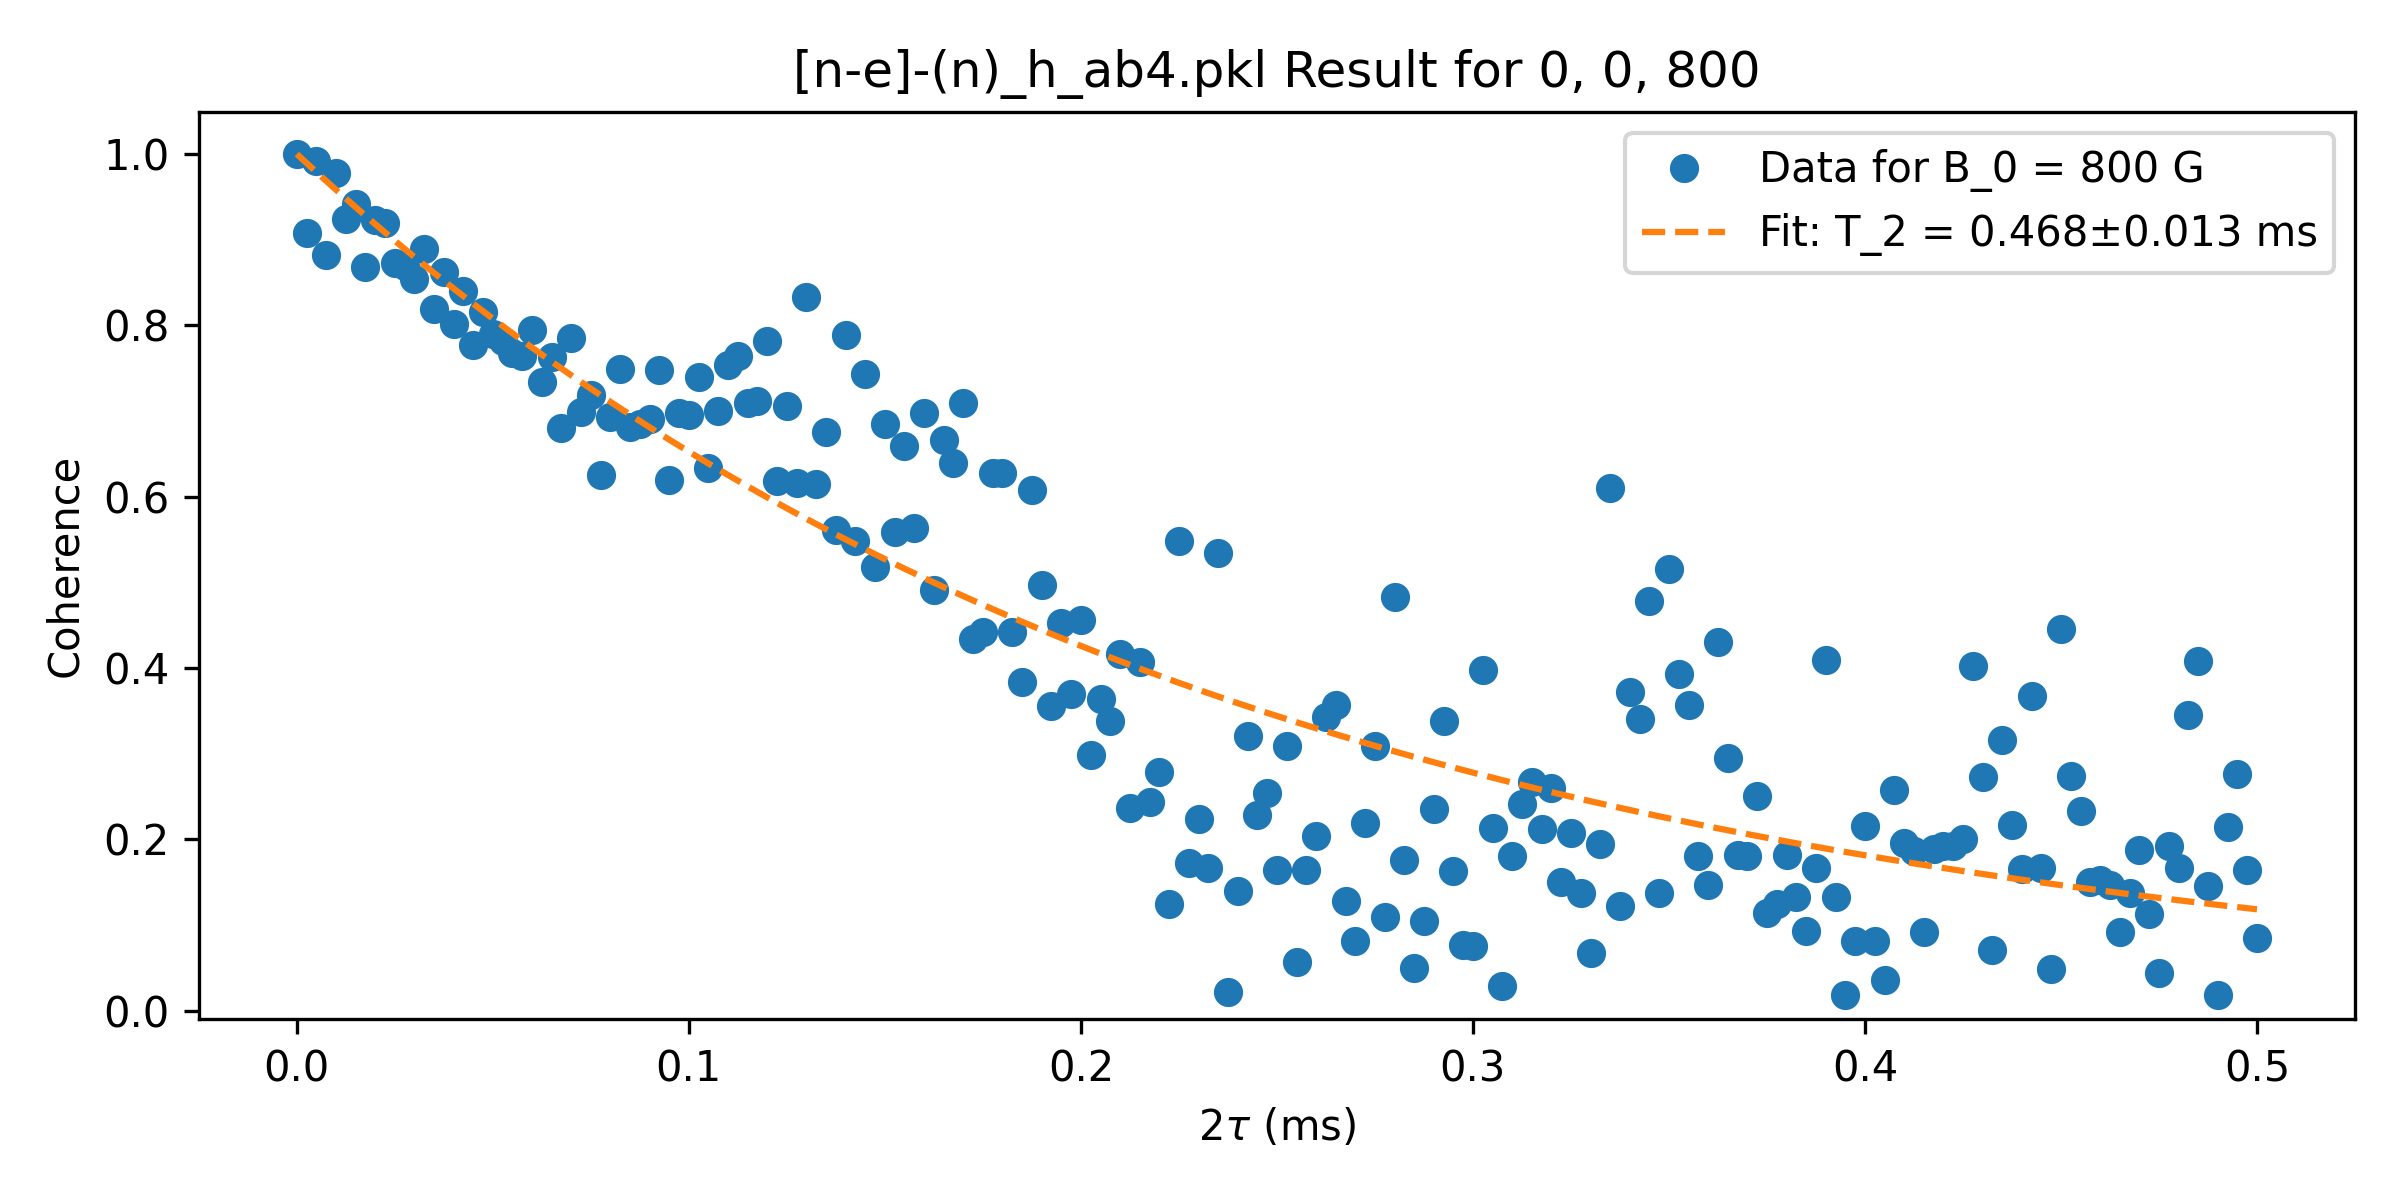 [n-e]-(n)_h_ab4.pkl Result for 0, 0, 800
Data for B_0 = 800 G
Fit: T_2 = 0.468±0.013 ms
Coherence
1.0
0.8
0.6
0.4
0.2
0.0
0.0 0.1 0.2 0.3 0.4 0.5
2τ (ms)